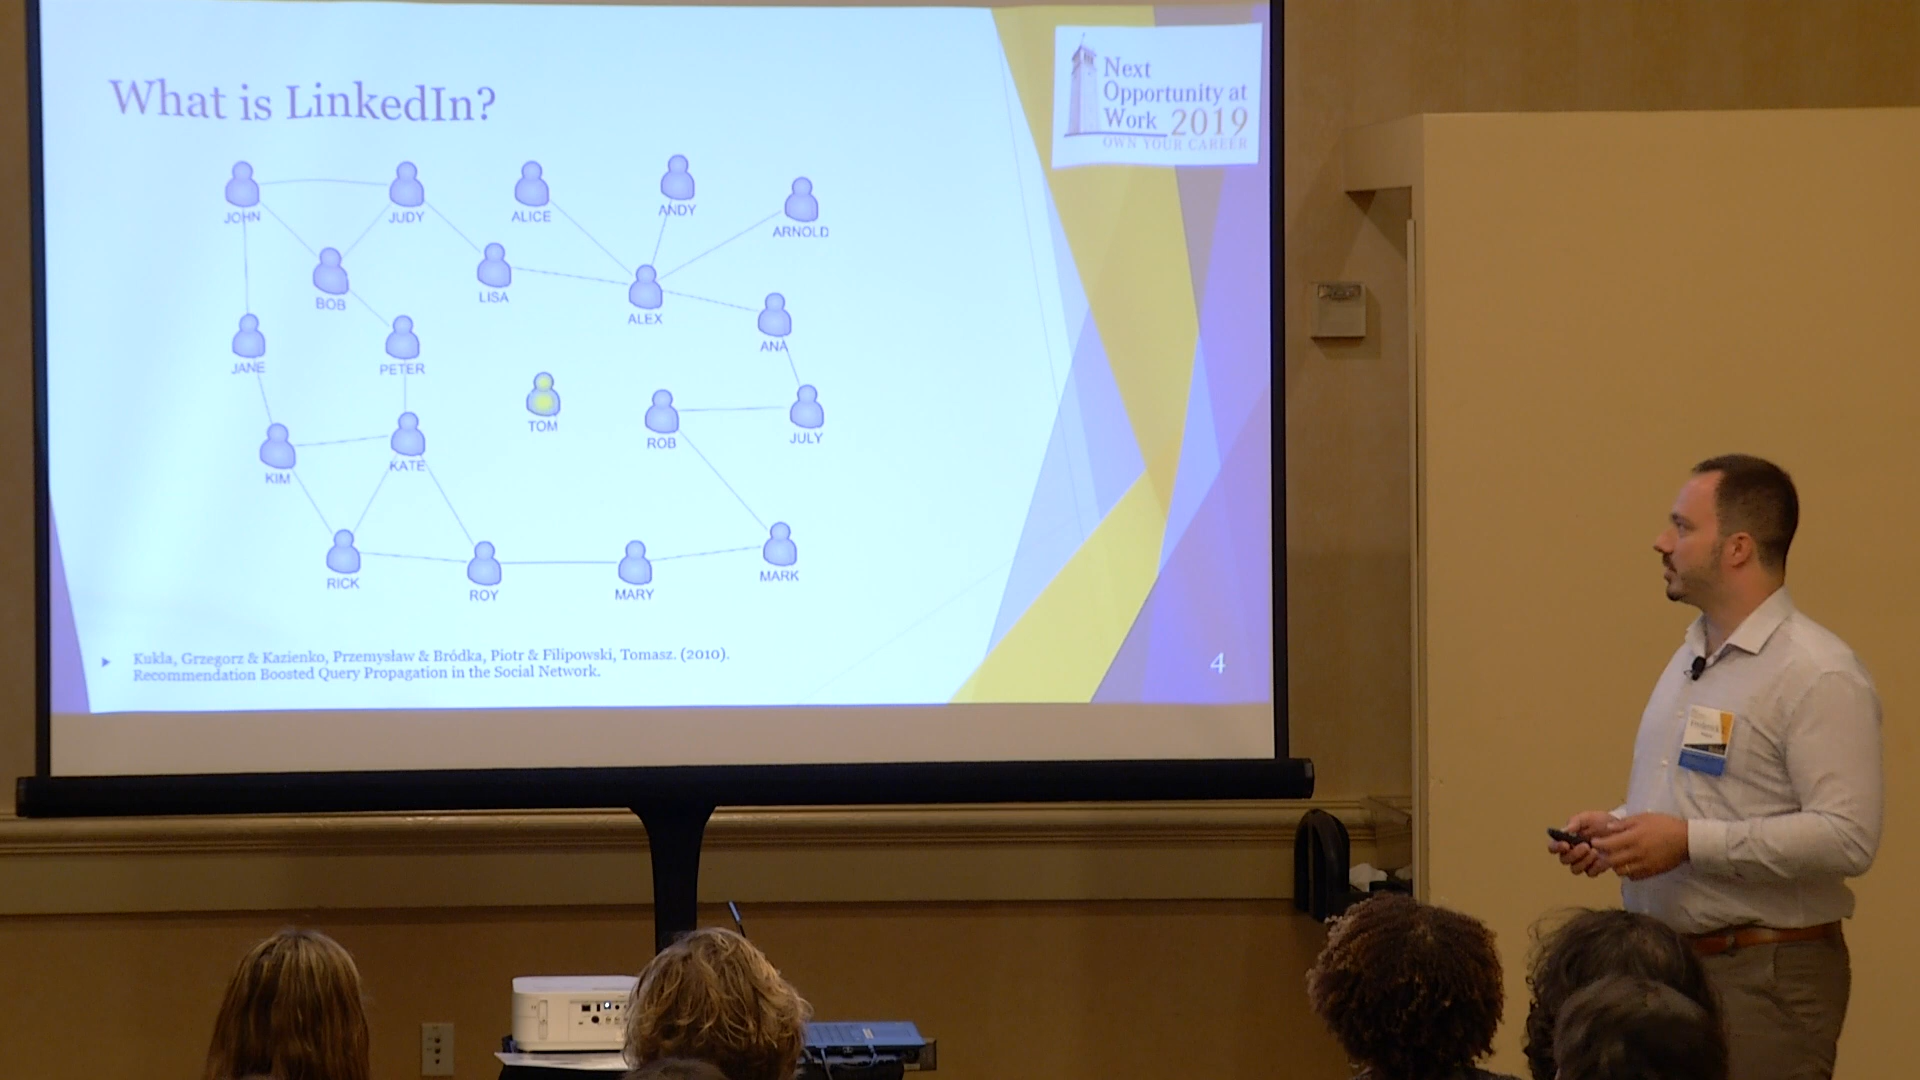 What is LinkedIn?
Next
Opportunity at
Work 2019
OWN YOUR CAREER
JOHN
JUDY
ALICE
ANDY
ARNOLD
BOB
LISA
ALEX
ANA
JANE
PETER
TOM
ROB
JULY
KIM
KATE
RICK
ROY
MARY
MARK
Kukla, Grzegorz & Kazienko, Przemysław & Bródka, Piotr & Filipowski, Tomasz. (2010).
Recommendation Boosted Query Propagation in the Social Network.
4